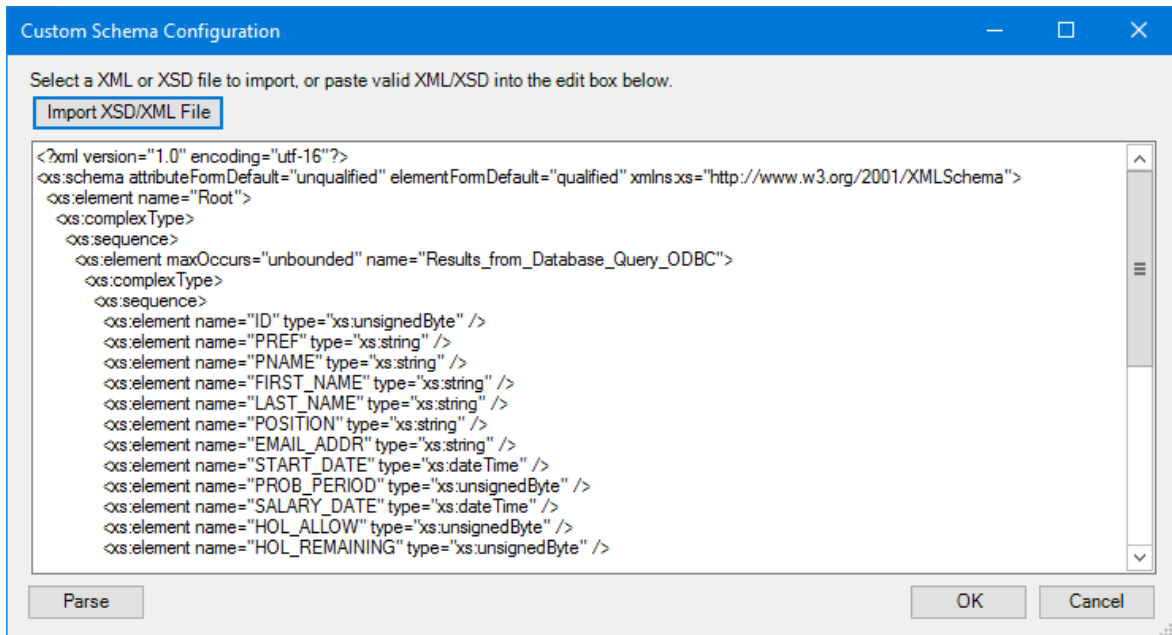 Custom Schema Configuration
Select a XML or XSD file to import, or paste valid XML/XSD into the edit box below.
Import XSD/XML File
<?xml version="1.0" encoding="utf-16"?>
<xs:schema attributeFormDefault="unqualified" elementFormDefault="qualified" xmlns:xs="http://www.w3.org/2001/XMLSchema">
<xs:element name="Root">
<xs:complexType>
<xs:sequence>
<xs:element maxOccurs="unbounded" name="Results_from_Database_Query_ODBC">
<xs:complexType>
<xs:sequence>
<xs:element name="ID" type="xs:unsignedByte" />
<xs:element name="PREF" type="xs:string" />
<xs:element name="PNAME" type="xs:string" />
<xs:element name="FIRST_NAME" type="xs:string" />
<xs:element name="LAST_NAME" type="xs:string" />
<xs:element name="POSITION" type="xs:string" />
<xs:element name="EMAIL_ADDR" type="xs:string" />
<xs:element name="START_DATE" type="xs:dateTime" />
<xs:element name="PROB_PERIOD" type="xs:unsignedByte" />
<xs:element name="SALARY_DATE" type="xs:dateTime" />
<xs:element name="HOL_ALLOW" type="xs:unsignedByte" />
<xs:element name="HOL_REMAINING" type="xs:unsignedByte" />
Parse
OK
Cancel